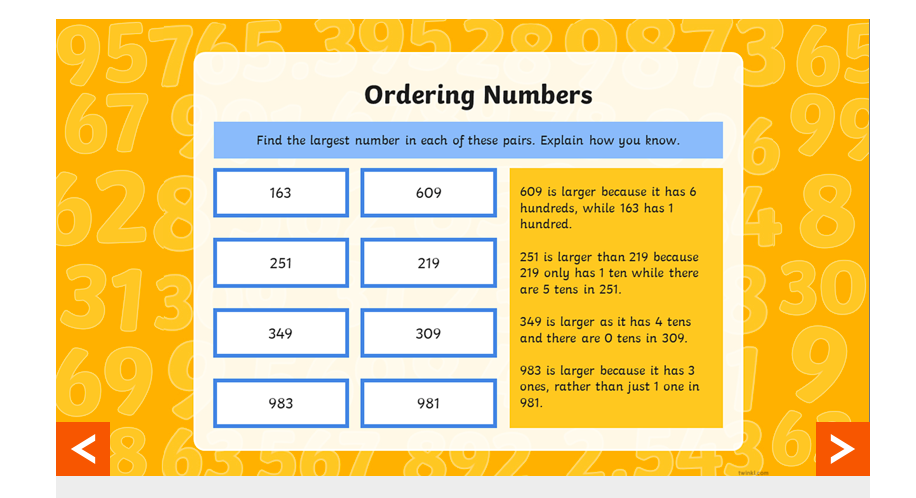 Ordering Numbers
Find the largest number in each of these pairs. Explain how you know.
163 609
251 219
349 309
983 981
609 is larger because it has 6
hundreds, while 163 has 1
hundred.
251 is larger than 219 because
219 only has 1 ten while there
are 5 tens in 251.
349 is larger as it has 4 tens
and there are 0 tens in 309.
983 is larger because it has 3
ones, rather than just 1 one in
981.
twinkl.com